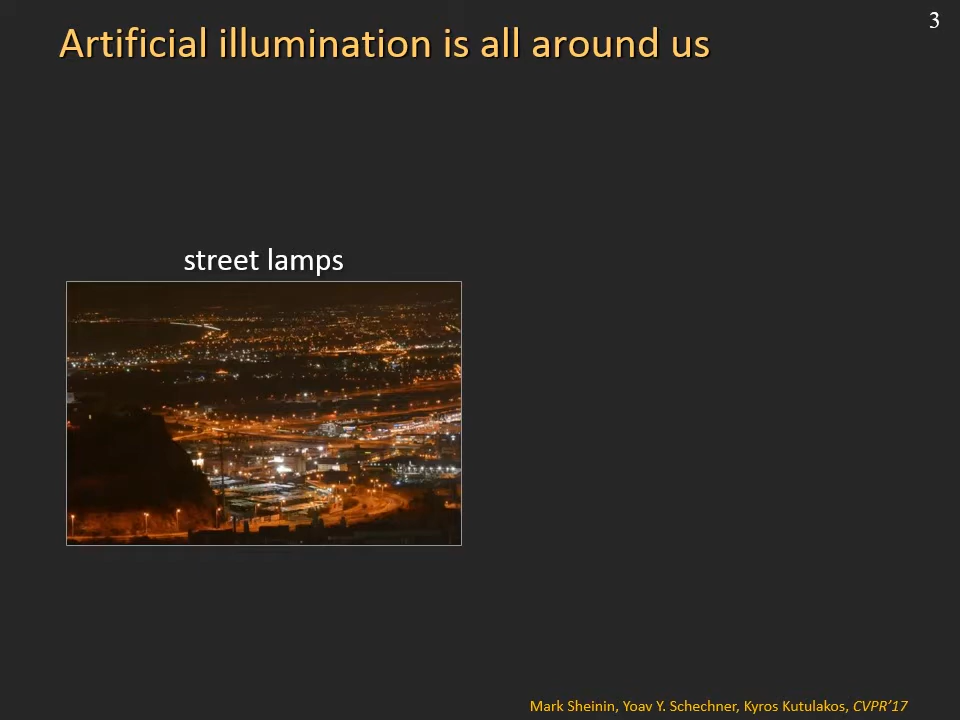 3
Artificial illumination is all around us
street lamps
Mark Sheinin, Yoav Y. Schechner, Kyros Kutulakos, CVPR’17